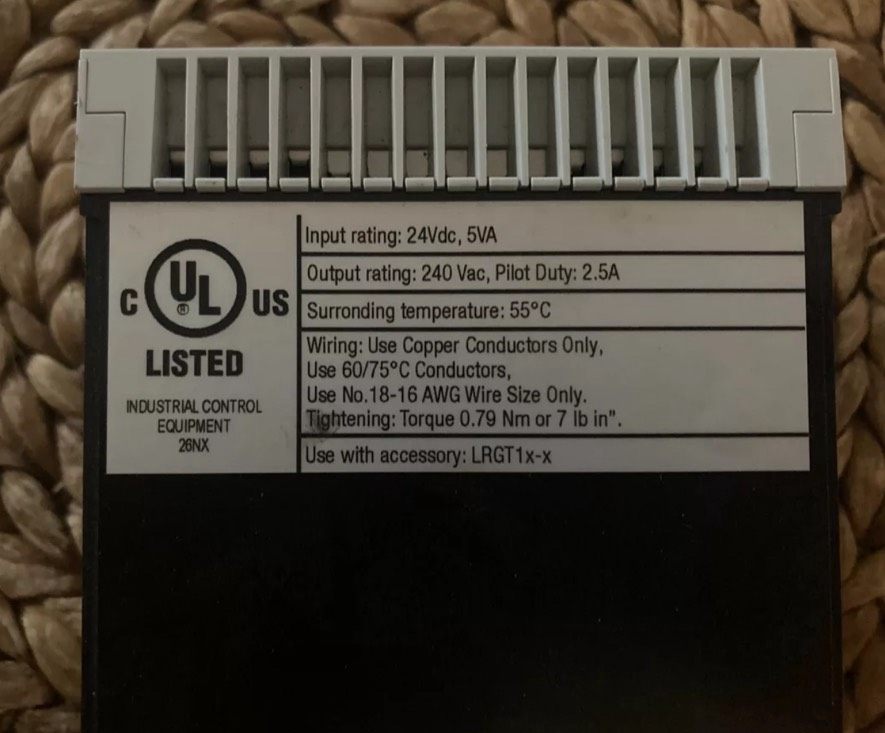 C UL ® US
LISTED
INDUSTRIAL CONTROL
EQUIPMENT
26NX
Input rating: 24Vdc, 5VA
Output rating: 240 Vac, Pilot Duty: 2.5A
Surronding temperature: 55°C
Wiring: Use Copper Conductors Only,
Use 60/75°C Conductors,
Use No.18-16 AWG Wire Size Only.
Tightening: Torque 0.79 Nm or 7 lb in".
Use with accessory: LRGT1x-x